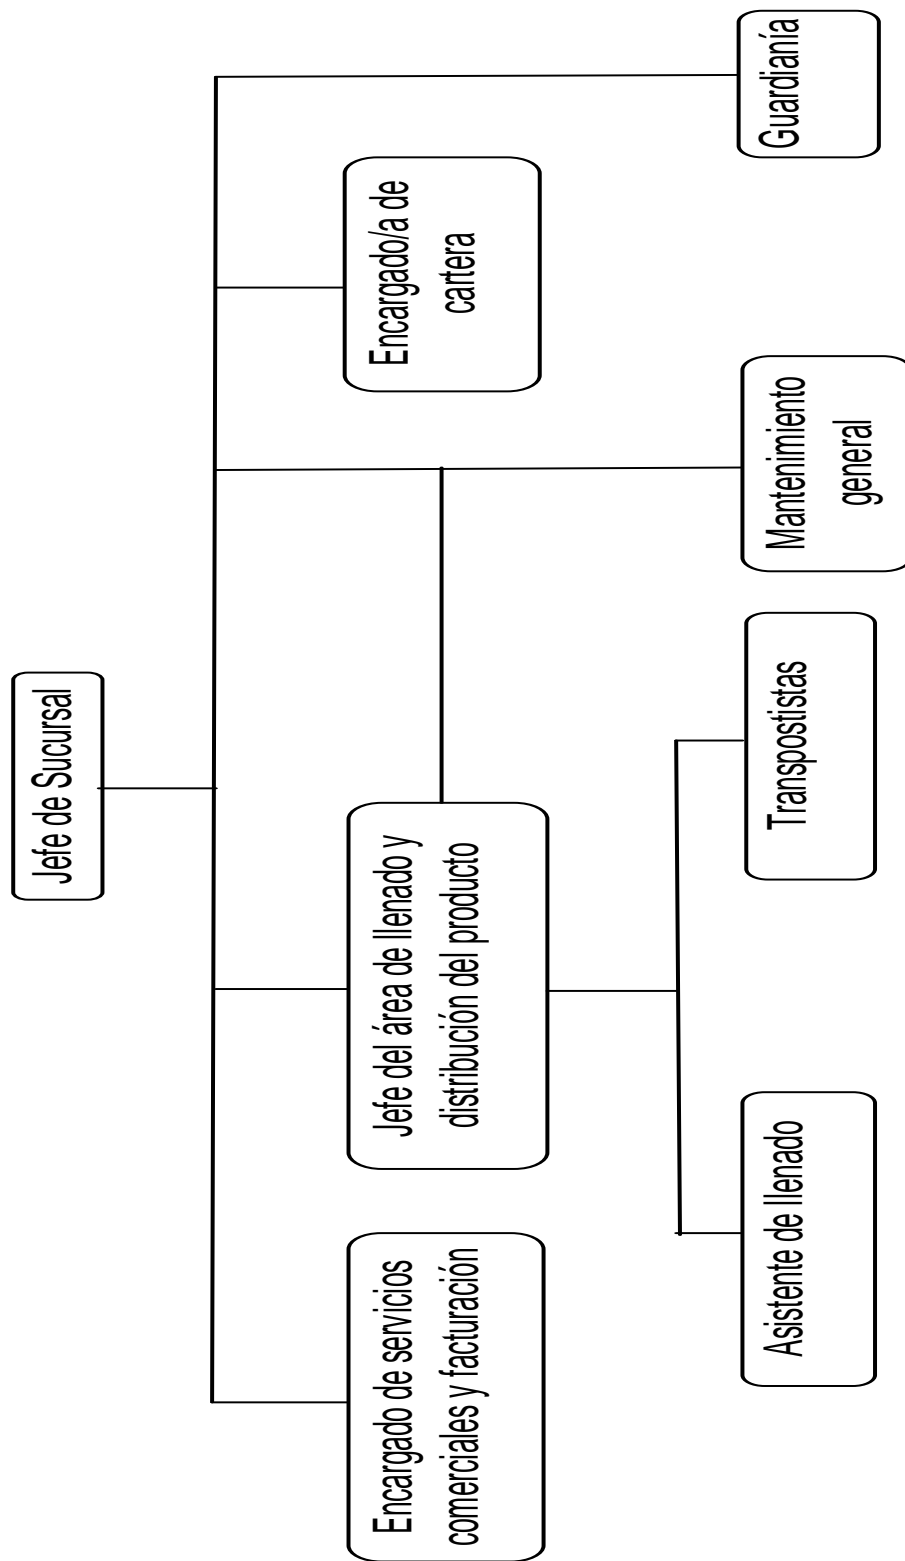 Jefe de Sucursal
Encargado de servicios
comerciales y facturación
Jefe del área de llenado y
distribución del producto
Encargado/a de
cartera
Asistente de llenado
Transpostistas
Mantenimiento
general
Guardianía